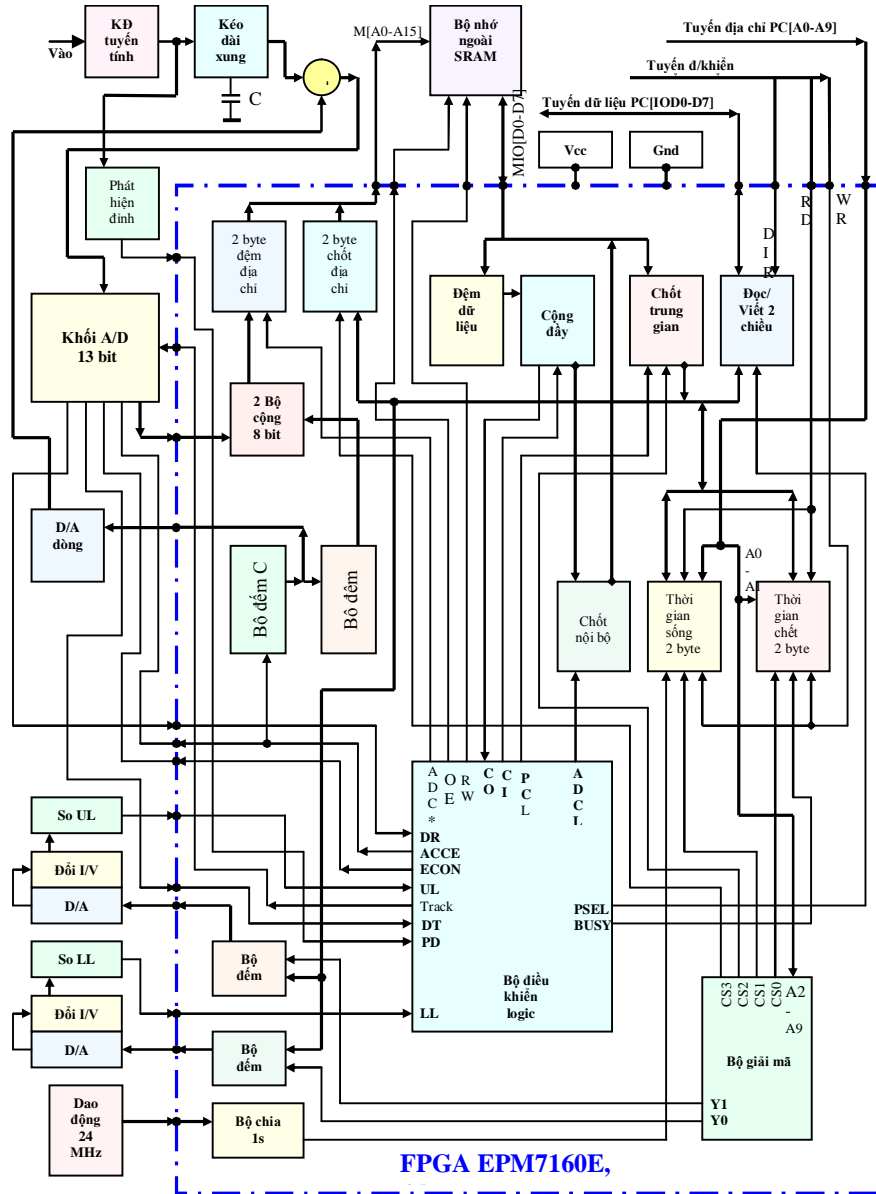 KĐ
tuyến
tính
Kéo
dài
xung
Vào
C
M[A0-A15]
Bộ nhớ
ngoài
SRAM
Tuyến địa chỉ PC[A0-A9]
Tuyến đ/khiển
Tuyến dữ liệu PC[IOD0-D7]
MIO[D0-D7]
Vcc
Gnd
DIR
RD
WR
Phát
hiện
đỉnh
2 byte
đệm
địa
chỉ
2 byte
chốt
địa
chỉ
Đệm
dữ
liệu
Cộng
đầy
Chốt
trung
gian
Đọc/
Viết 2
chiều
Khối A/D
13 bit
2 Bộ
cộng
8 bit
D/A
dòng
Bộ đếm C
Bộ đếm
Chốt
nội bộ
A0
-
A1
Thời
gian
sống
2 byte
Thời
gian
chết
2 byte
ADC*
OE
RW
CO
CI
PCL
ADCL
DR
ACCE
ECON
UL
Track
DT
PD
LL
PSEL
BUSY
Bộ điều
khiển
logic
So UL
Đổi I/V
D/A
So LL
Đổi I/V
D/A
Bộ
đếm
Bộ
đếm
CS3
CS2
CS1
CS0
A2
-
A9
Bộ giải mã
Y1
Y0
Dao
động
24
MHz
Bộ chia
1s
FPGA EPM7160E,